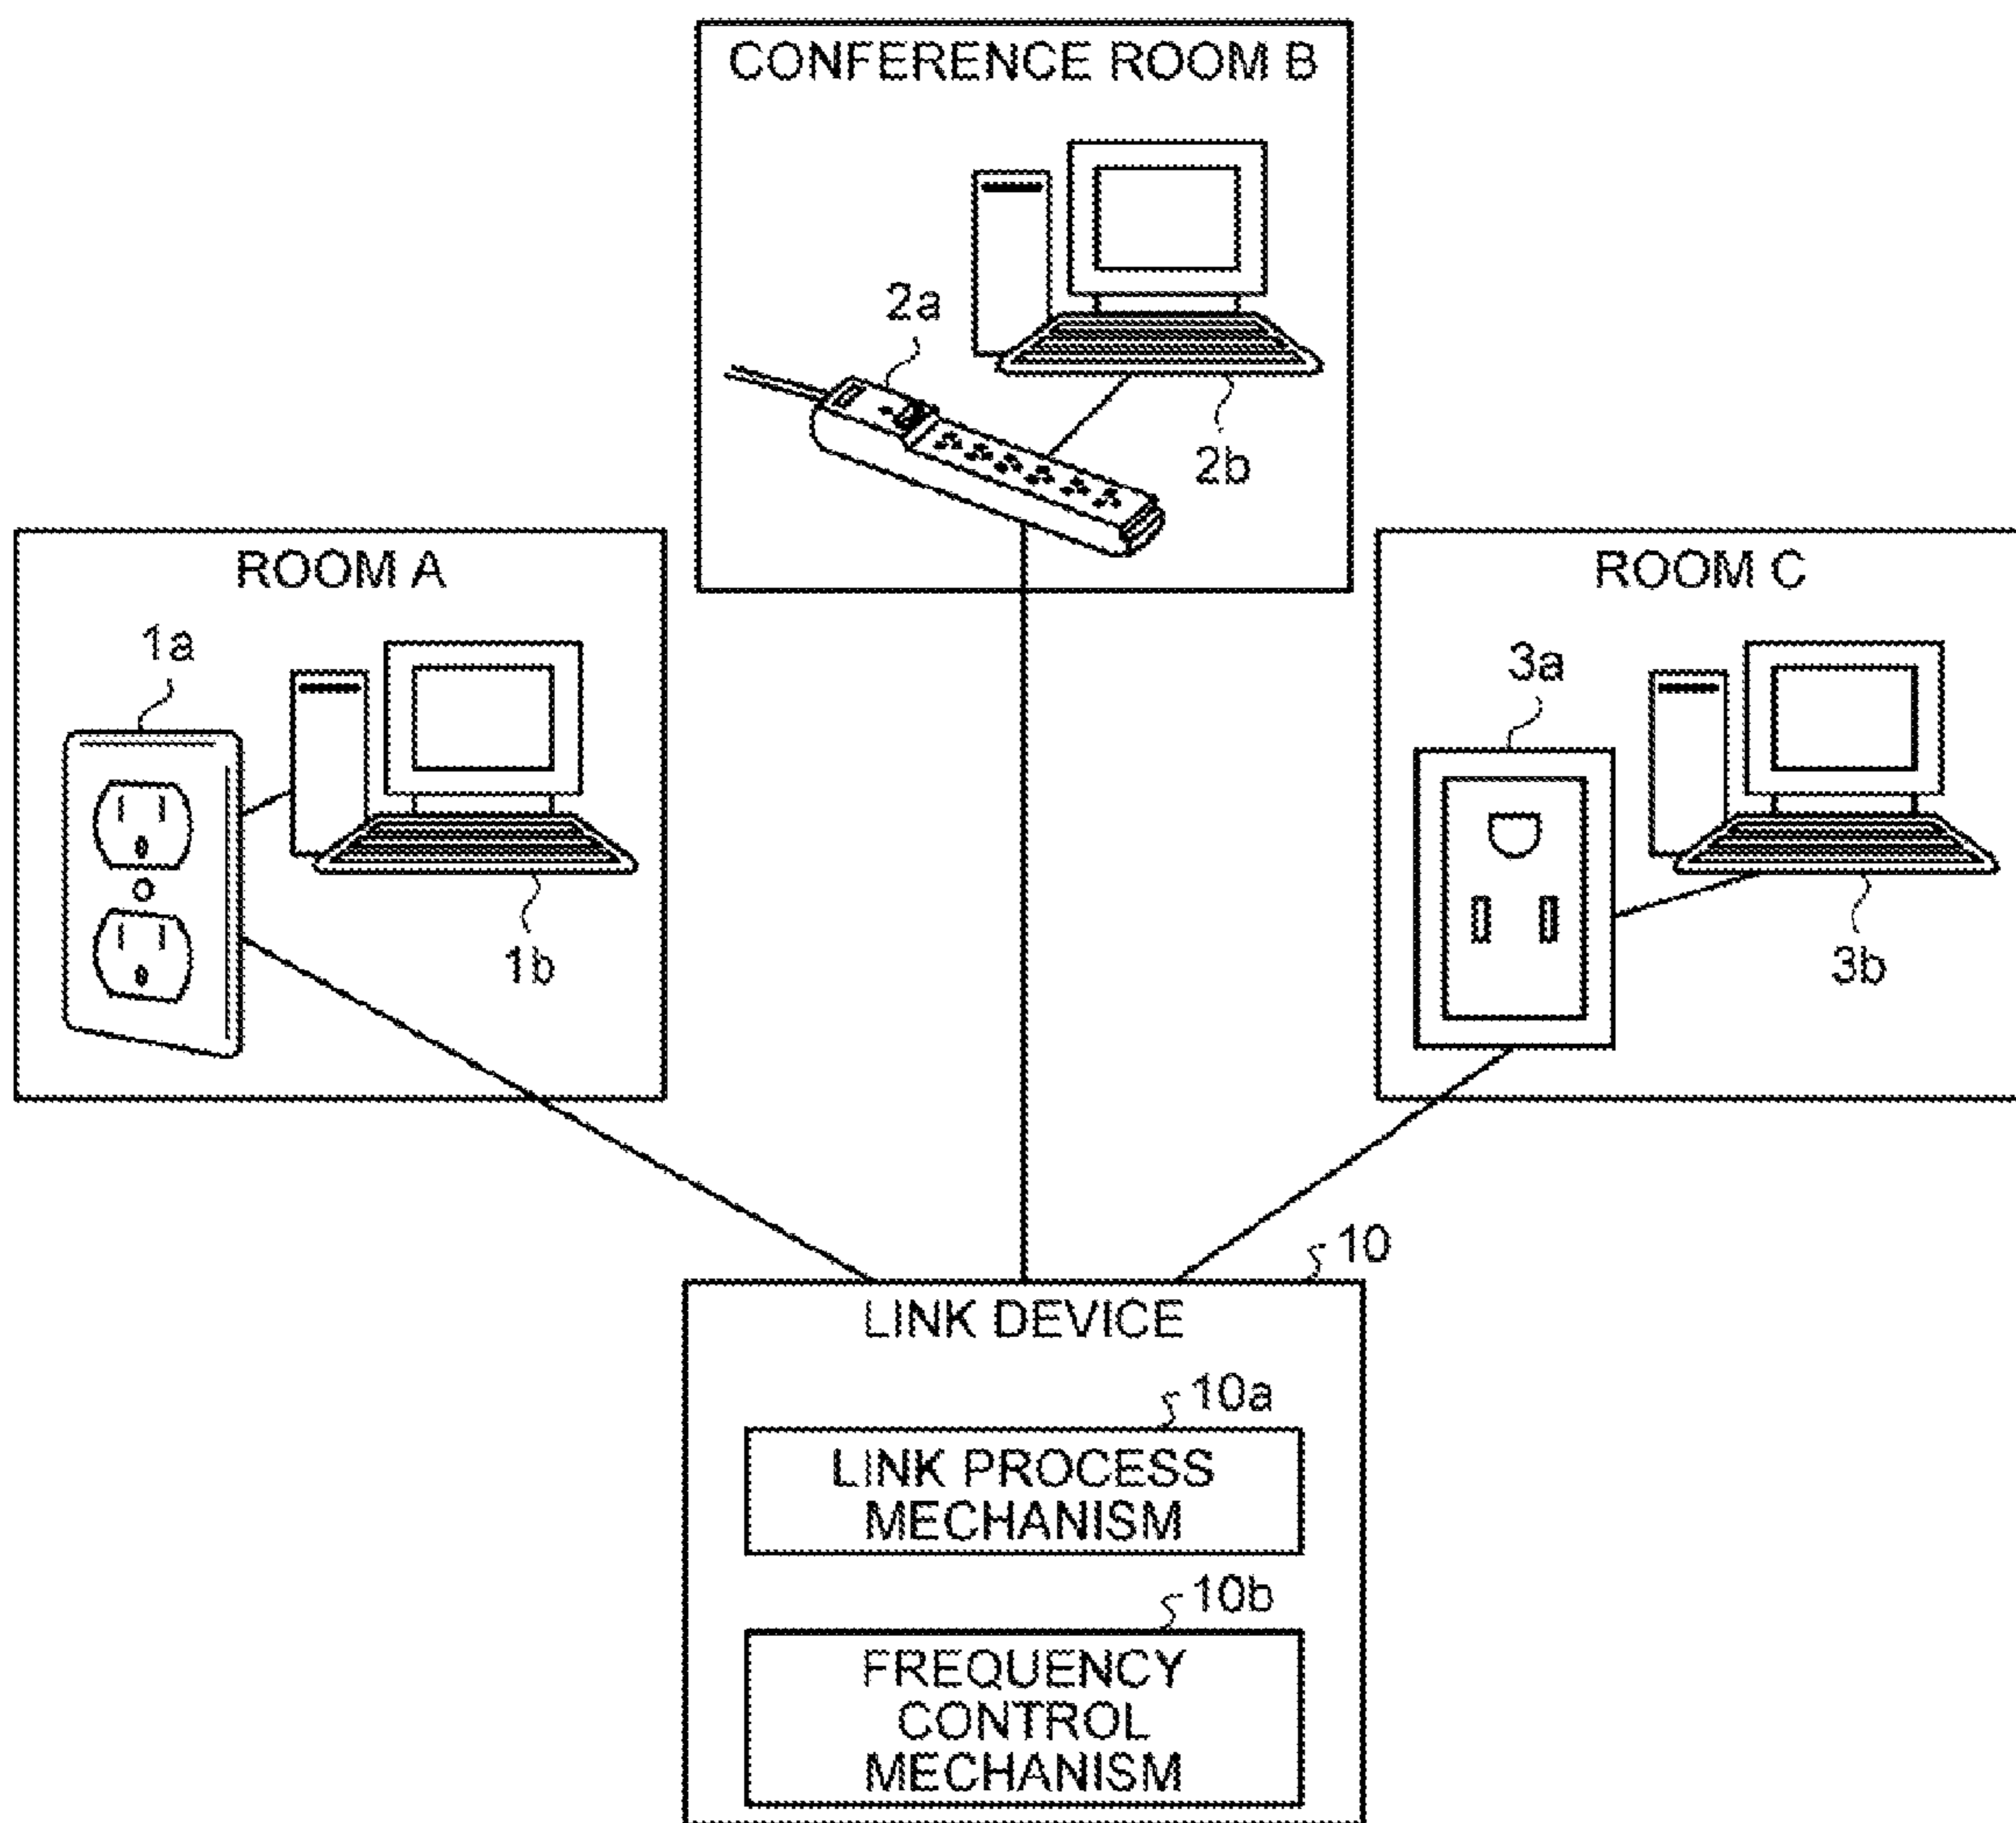 CONFERENCE ROOM B
2a
2b
ROOM A
1a
1b
ROOM C
3a
3b
10
LINK DEVICE
10a
LINK PROCESS
MECHANISM
10b
FREQUENCY
CONTROL
MECHANISM